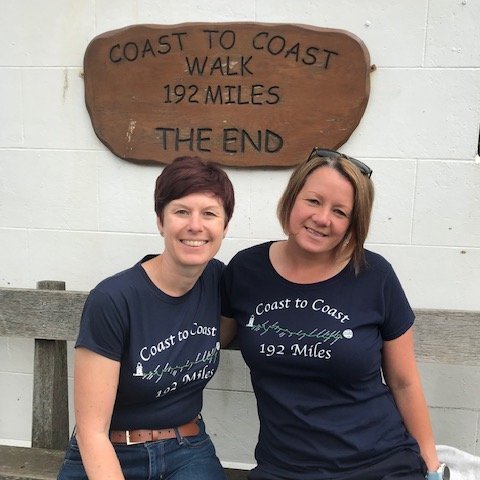 COAST TO COAST
WALK
192 MILES
THE END
Coast to Coast
192 Miles
Coast to Coast
192 Miles